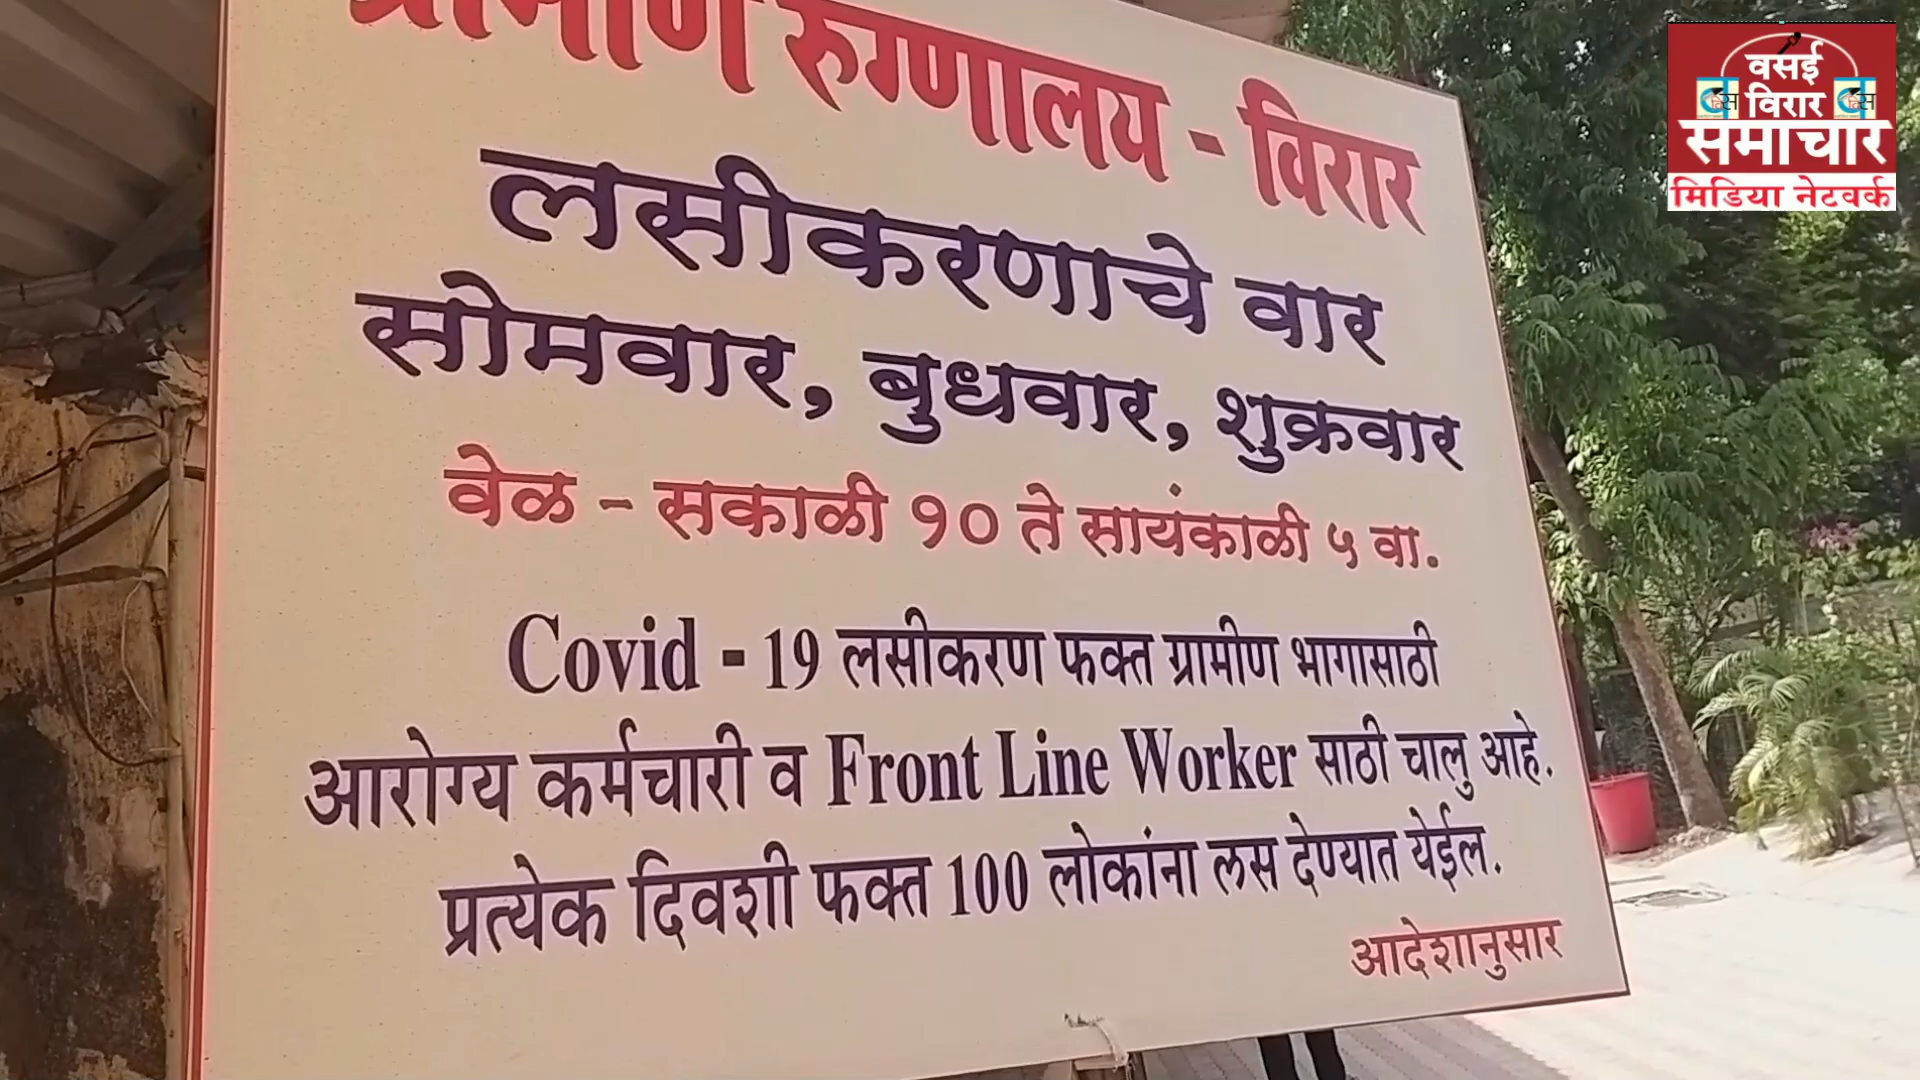 ग्रामीण रुग्णालय - विरार
लसीकरणाचे वार
सोमवार, बुधवार, शुक्रवार
वेळ - सकाळी १० ते सायंकाळी ५ वा.
Covid - 19 लसीकरण फक्त ग्रामीण भागासाठी
आरोग्य कर्मचारी व Front Line Worker साठी चालु आहे.
प्रत्येक दिवशी फक्त 100 लोकांना लस देण्यात येईल.
आदेशानुसार
वसई
विरार
समाचार
मिडिया नेटवर्क